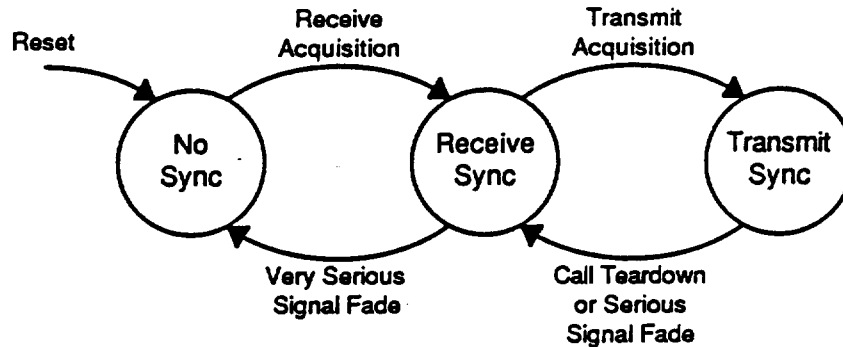 Reset
Receive
Acquisition
Transmit
Acquisition
No
Sync
Receive
Sync
Transmit
Sync
Very Serious
Signal Fade
Call Teardown
or Serious
Signal Fade